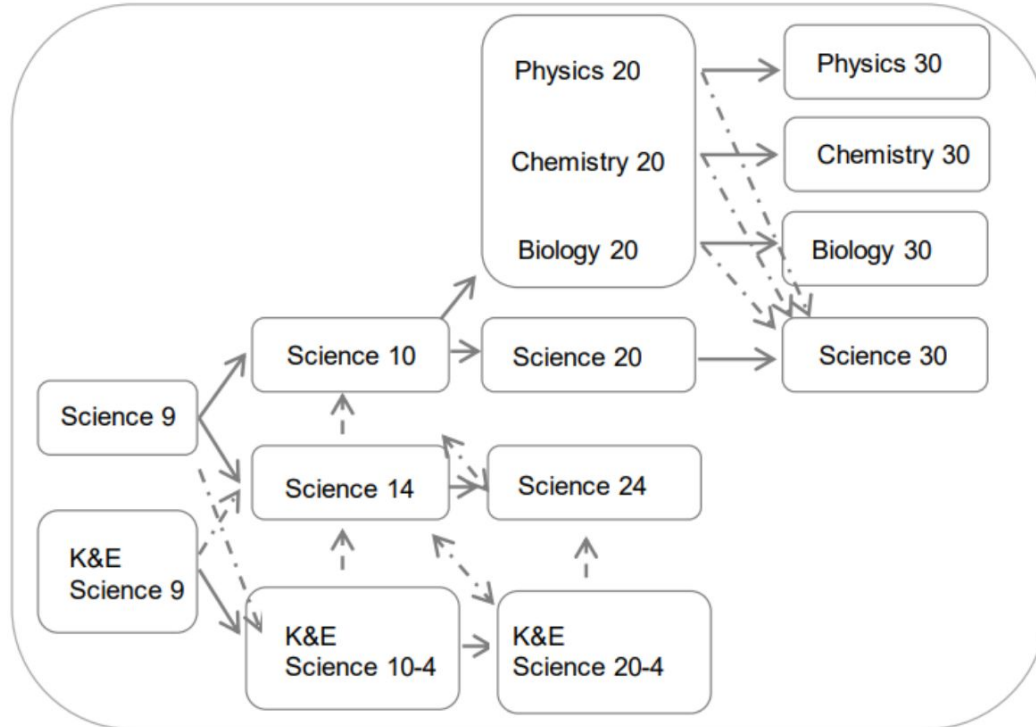 Physics 20
Physics 30
Chemistry 20
Chemistry 30
Biology 20
Biology 30
Science 10
Science 20
Science 30
Science 9
Science 14
Science 24
K&E
Science 9
K&E
Science 10-4
K&E
Science 20-4